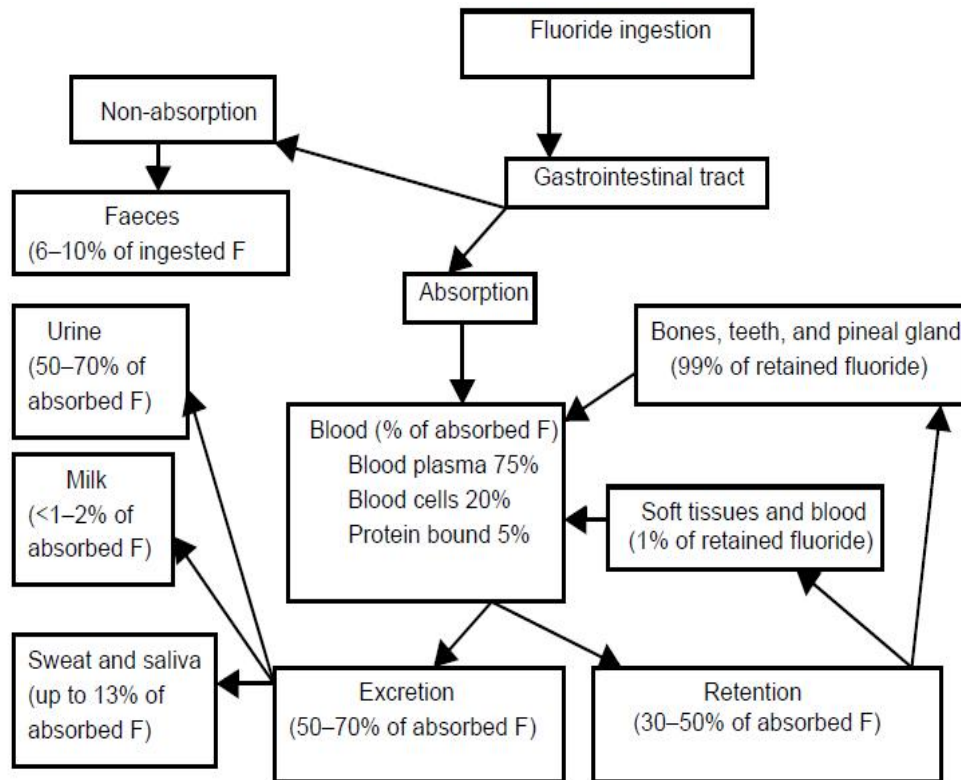 Fluoride ingestion
Non-absorption
Gastrointestinal tract
Faeces
(6–10% of ingested F
Absorption
Urine
(50–70% of
absorbed F)
Bones, teeth, and pineal gland
(99% of retained fluoride)
Blood (% of absorbed F)
Blood plasma 75%
Blood cells 20%
Protein bound 5%
Milk
(<1–2% of
absorbed F)
Soft tissues and blood
(1% of retained fluoride)
Sweat and saliva
(up to 13% of
absorbed F)
Excretion
(50–70% of absorbed F)
Retention
(30–50% of absorbed F)